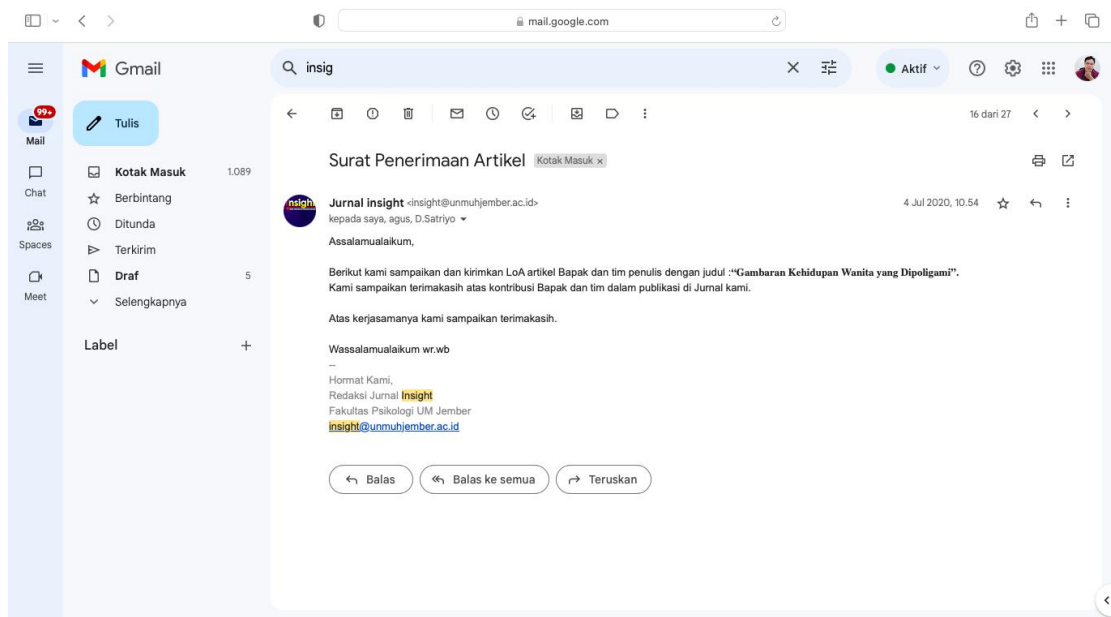 mail.google.com
Gmail
insig
Aktif
99+
Mail
Chat
Spaces
Meet
Tulis
Kotak Masuk 1.089
Berbintang
Ditunda
Terkirim
Draf 5
Selengkapnya
Label
16 dari 27
Surat Penerimaan Artikel Kotak Masuk ×
nsigh
Jurnal insight <insight@unmuhjember.ac.id>
4 Jul 2020, 10.54
kepada saya, agus, D.Satriyo
Assalamualaikum,
Berikut kami sampaikan dan kirimkan LoA artikel Bapak dan tim penulis dengan judul :“Gambaran Kehidupan Wanita yang Dipoligami”.
Kami sampaikan terimakasih atas kontribusi Bapak dan tim dalam publikasi di Jurnal kami.
Atas kerjasamanya kami sampaikan terimakasih.
Wassalamualaikum wr.wb
--
Hormat Kami,
Redaksi Jurnal Insight
Fakultas Psikologi UM Jember
insight@unmuhjember.ac.id
Balas
Balas ke semua
Teruskan